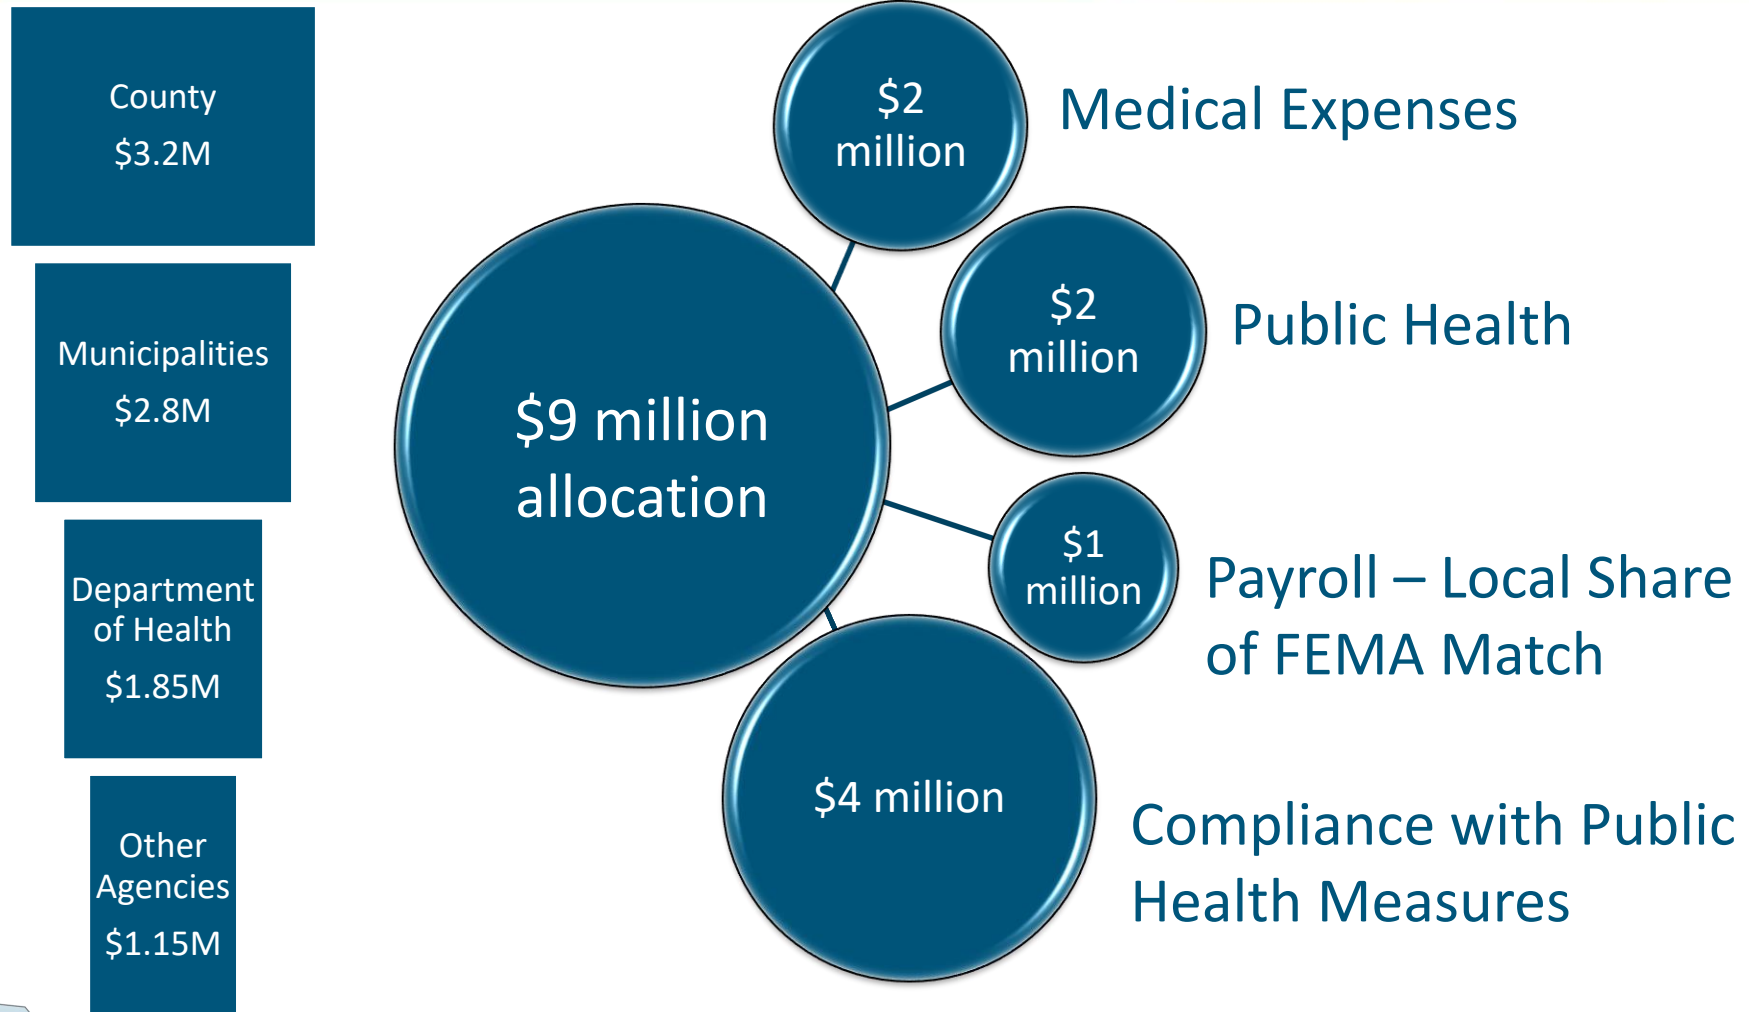 County
$3.2M
Municipalities
$2.8M
Department
of Health
$1.85M
Other
Agencies
$1.15M
$9 million
allocation
$2
million
Medical Expenses
$2
million
Public Health
$1
million
Payroll – Local Share
of FEMA Match
$4 million
Compliance with Public
Health Measures